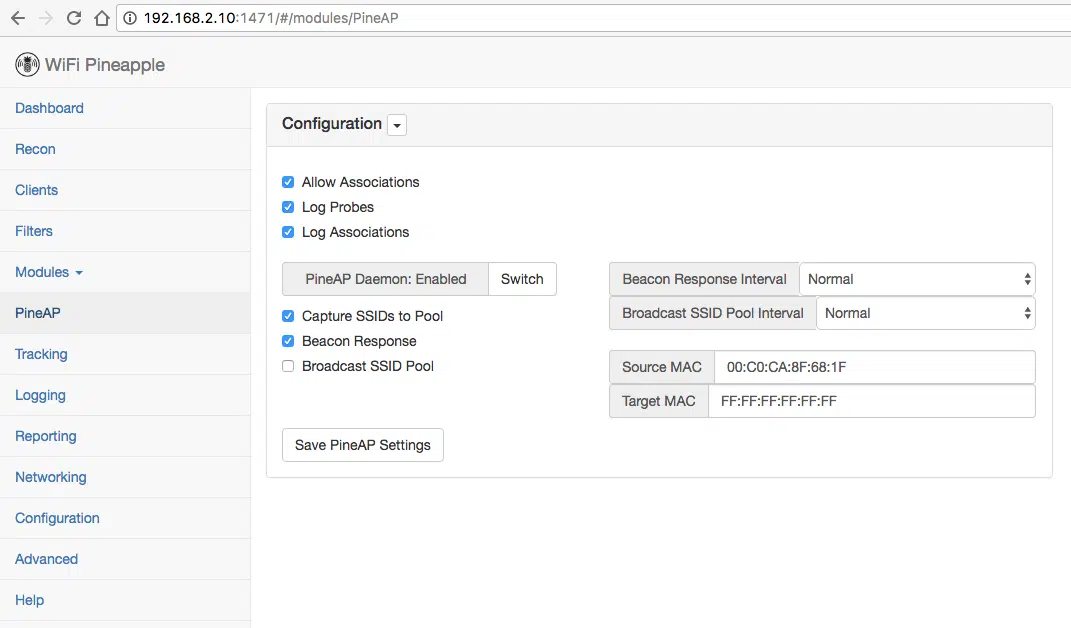 192.168.2.10:1471/#/modules/PineAP
WiFi Pineapple
Dashboard
Recon
Clients
Filters
Modules
PineAP
Tracking
Logging
Reporting
Networking
Configuration
Advanced
Help
Configuration
Allow Associations
Log Probes
Log Associations
PineAP Daemon: Enabled Switch
Capture SSIDs to Pool
Beacon Response
Broadcast SSID Pool
Save PineAP Settings
Beacon Response Interval Normal
Broadcast SSID Pool Interval Normal
Source MAC 00:C0:CA:8F:68:1F
Target MAC FF:FF:FF:FF:FF:FF